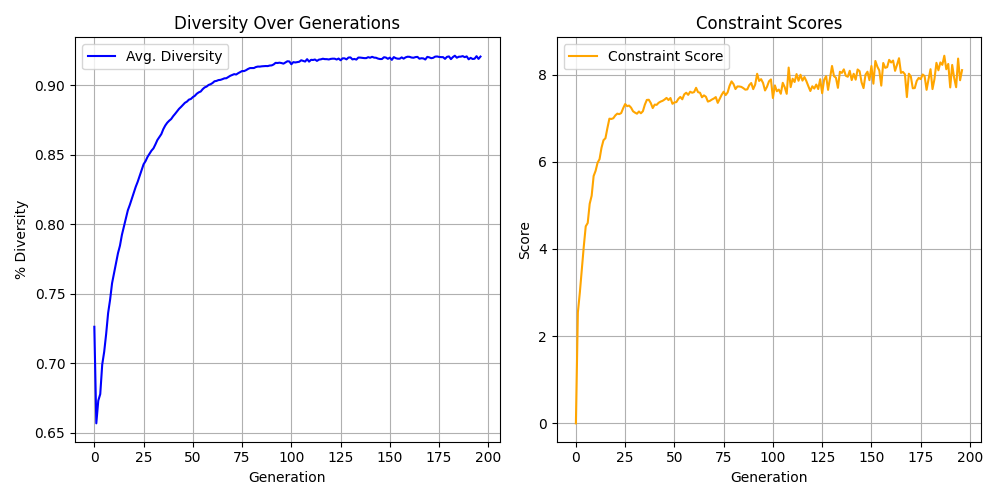 Diversity Over Generations
Avg. Diversity
% Diversity
0.90
0.85
0.80
0.75
0.70
0.65
0 25 50 75 100 125 150 175 200
Generation
Constraint Scores
Constraint Score
Score
8
6
4
2
0
0 25 50 75 100 125 150 175 200
Generation